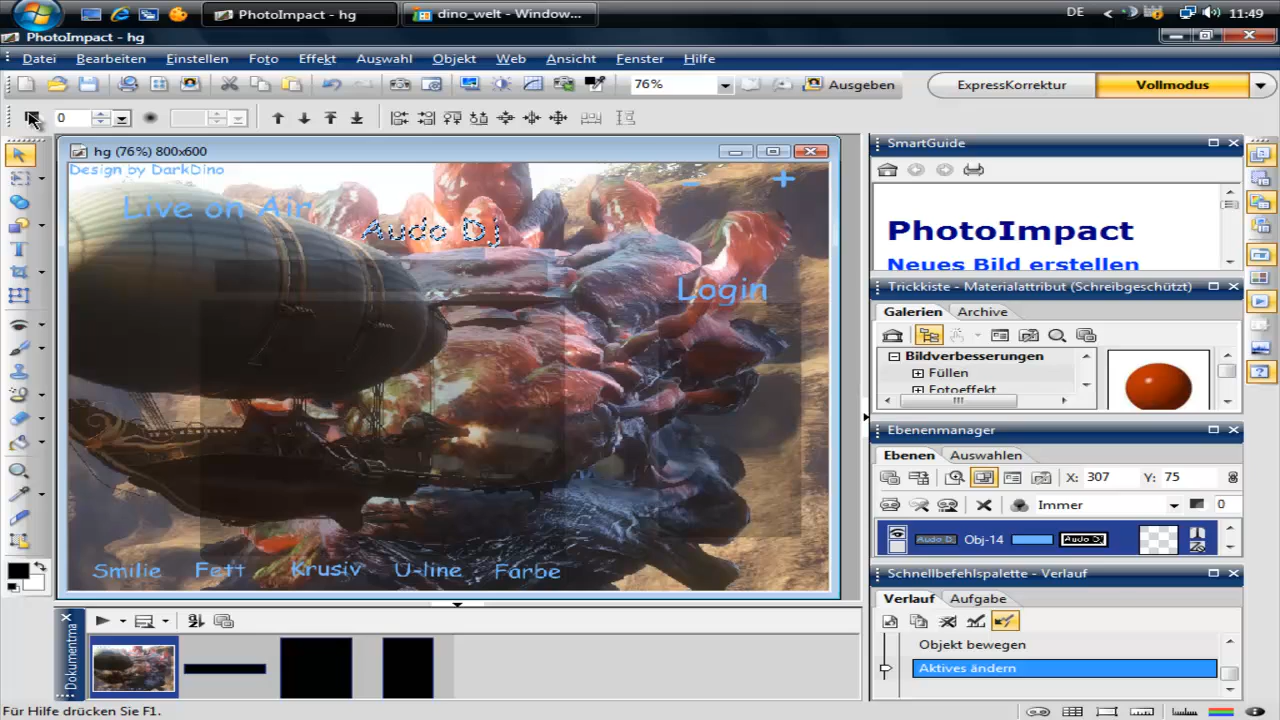 PhotoImpact - hg
dino_welt - Window...
DE
11:49
PhotoImpact - hg
Datei Bearbeiten Einstellen Foto Effekt Auswahl Objekt Web Ansicht Fenster Hilfe
76%
Ausgeben
ExpressKorrektur
Vollmodus
0
hg (76%) 800x600
Design by DarkDino
Live on Air
Audo Dj
- +
Login
Smilie Fett Krusiv U-line Farbe
SmartGuide
PhotoImpact
Neues Bild erstellen
Trickkiste - Materialattribut (Schreibgeschützt)
Galerien Archive
Bildverbesserungen
Füllen
Fotoeffekt
Ebenenmanager
Ebenen Auswahlen
X: 307 Y: 75
Immer 0
Audo Dj Obj-14 Audo Dj
Schnellbefehlspalette - Verlauf
Verlauf Aufgabe
Objekt bewegen
Aktives ändern
Dokumentma
Für Hilfe drücken Sie F1.